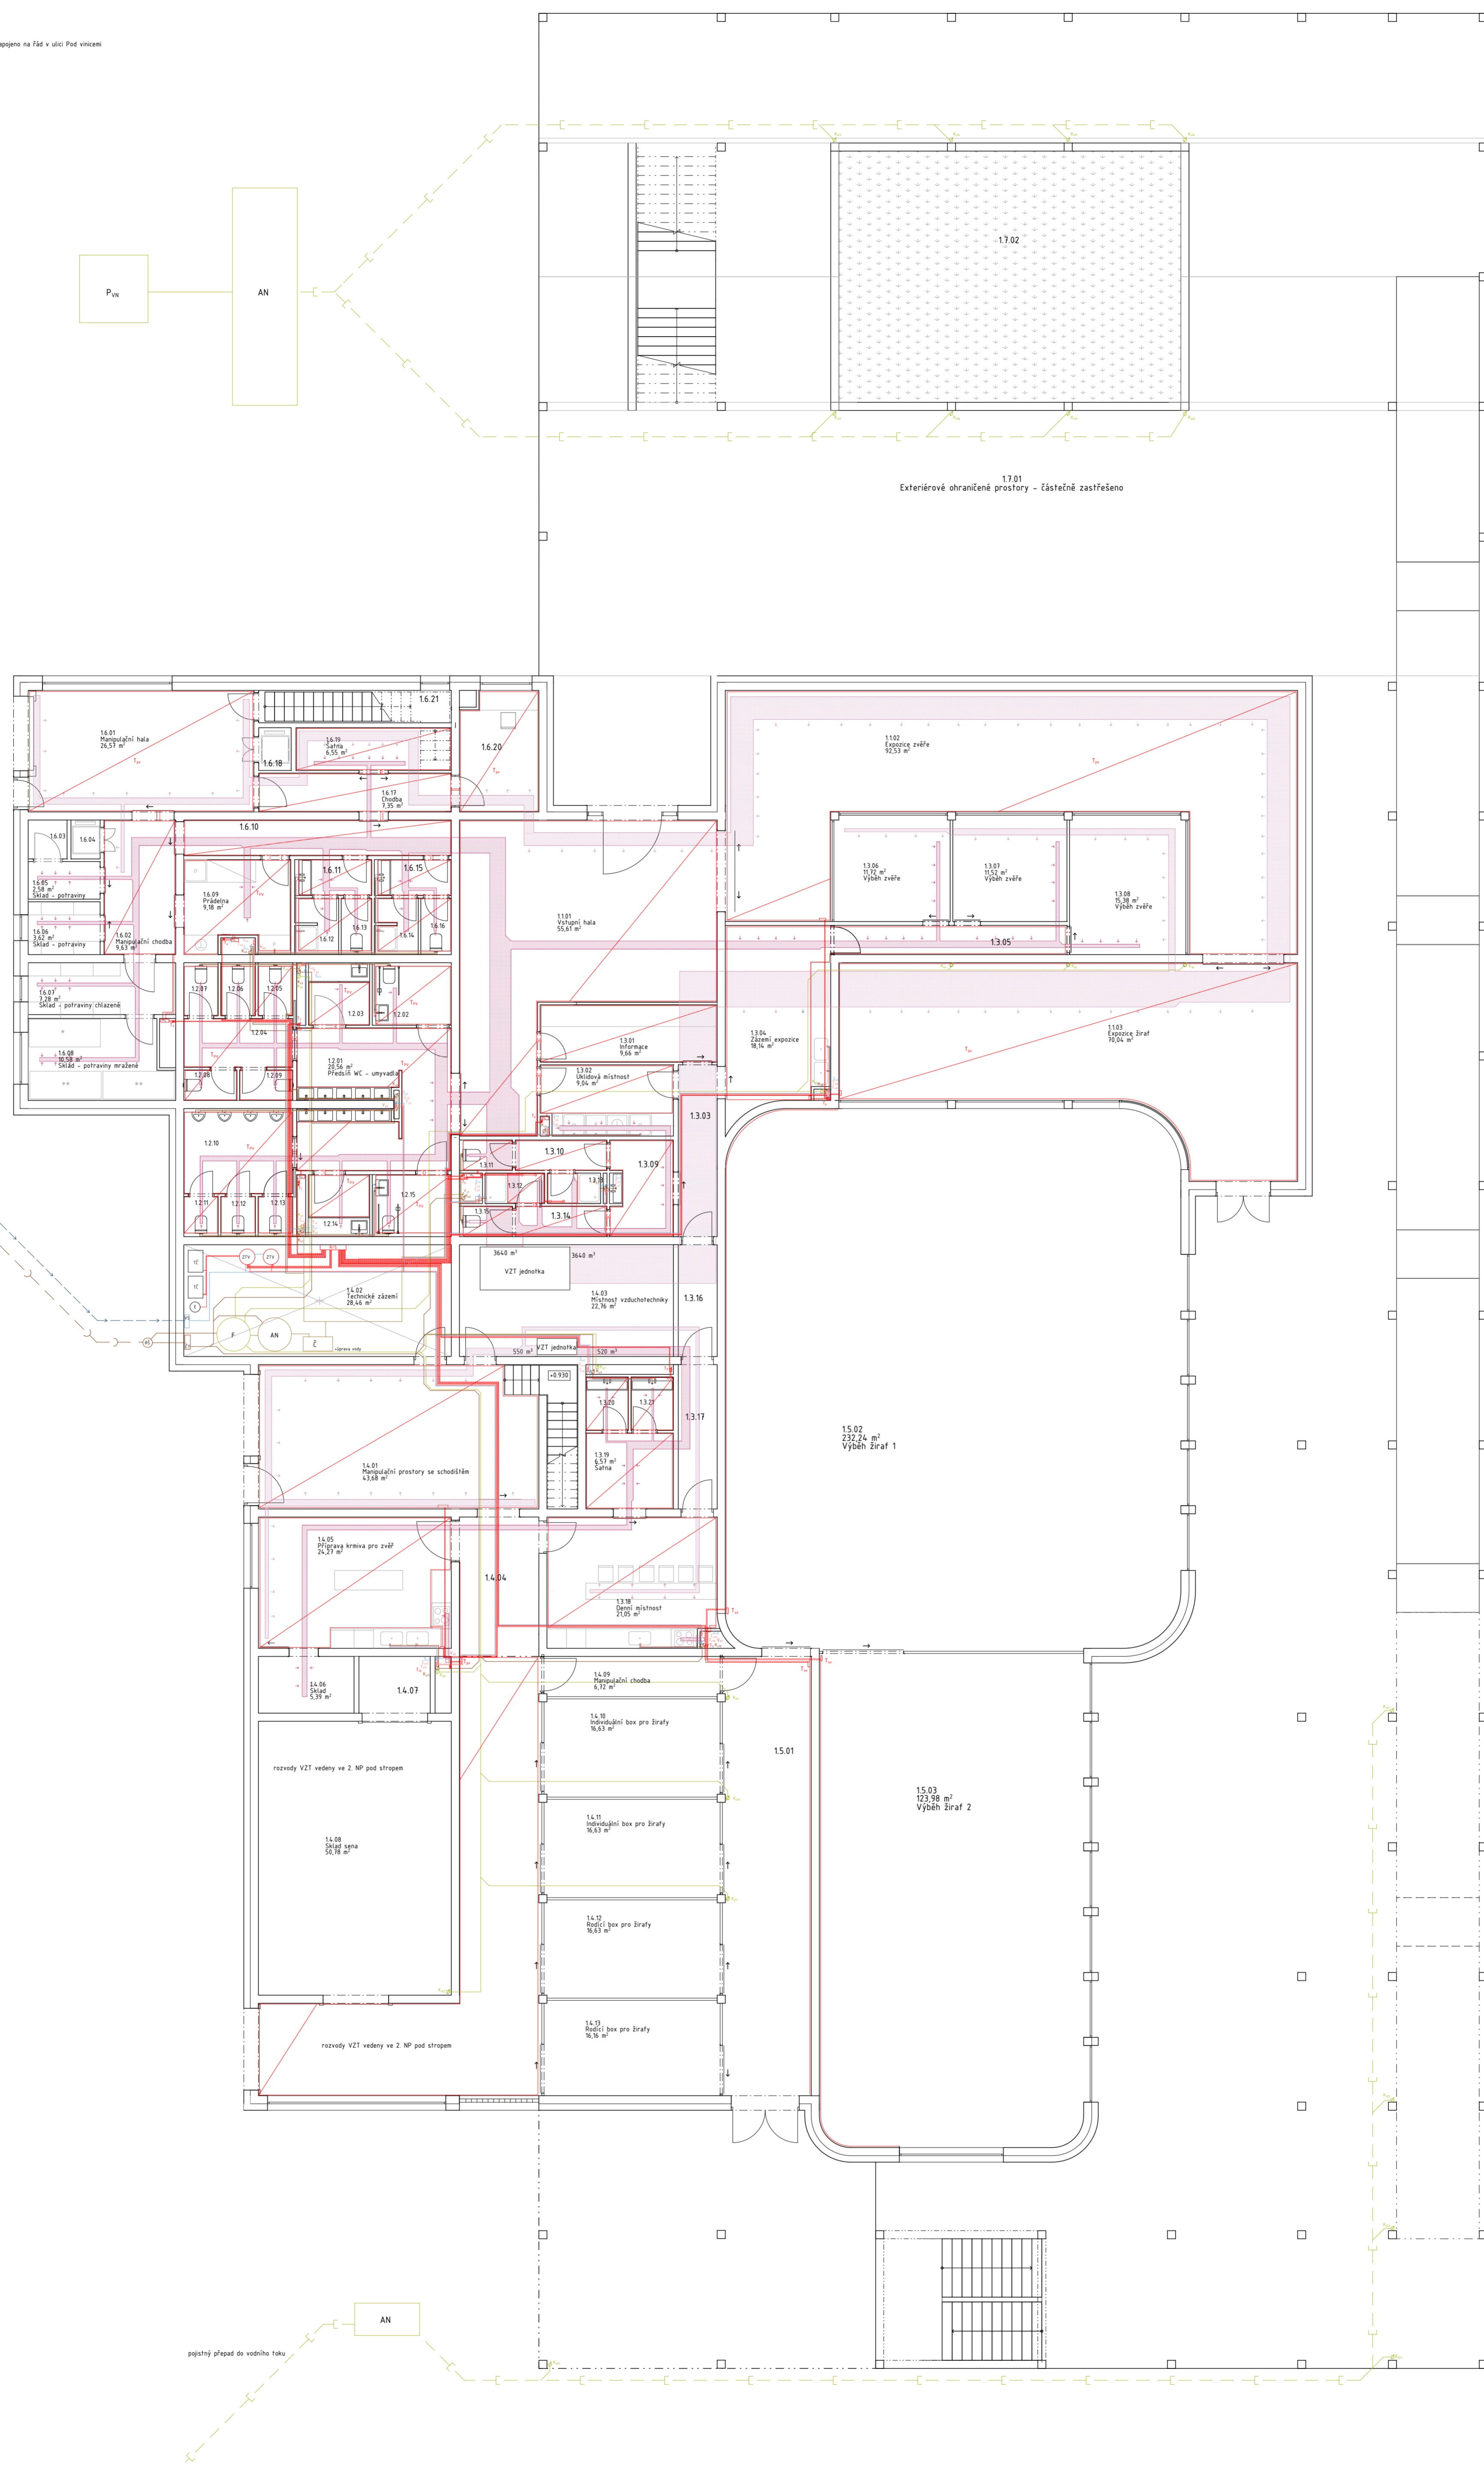 apojeno na řád v ulici Pod vinicemi
1.7.02
P_VN
AN
1.7.01
Exteriérové ohraničené prostory - částečně zastřešeno
1.6.21
1.6.01
Manipulační hala
26,57 m²
1.6.19
Šatna
6,55 m²
1.6.20
1.6.18
1.6.17
Chodba
7,35 m²
1.1.02
Expozice zvěře
92,53 m²
1.6.10
1.6.03
1.6.04
1.6.11
1.6.15
1.6.05
2,58 m²
Sklad - potraviny
1.6.09
Prádelna
9,18 m²
1.3.06
11,72 m²
Výběh zvěře
1.3.07
11,52 m²
Výběh zvěře
1.3.08
15,38 m²
Výběh zvěře
1.1.01
Vstupní hala
55,61 m²
1.6.06
3,62 m²
Sklad - potraviny
1.6.02
Manipulační chodba
9,63 m²
1.6.12
1.6.13
1.6.14
1.6.16
1.3.05
1.6.07
7,28 m²
Sklad - potraviny chlazené
1.2.07
1.2.06
1.2.05
1.2.03
1.2.02
1.2.04
1.6.08
10,58 m²
Sklad - potraviny mražené
1.2.01
20,56 m²
Předsíň WC - umyvadla
1.2.08
1.2.09
1.3.01
Informace
9,66 m²
1.3.04
Zázemí expozice
18,14 m²
1.1.03
Expozice žiraf
70,04 m²
1.3.02
Úklidová místnost
9,04 m²
1.3.03
1.2.10
1.3.10
1.3.11
1.3.09
1.3.12
1.3.13
1.2.15
1.2.11
1.2.12
1.2.13
1.2.14
1.3.15
1.3.14
TČ
TČ
ZTV
ZTV
3640 m³
3640 m³
VZT jednotka
1.4.02
Technické zázemí
28,46 m²
1.4.03
Místnost vzduchotechniky
22,76 m²
1.3.16
F
AN
Č
+úprava vody
550 m³
VZT jednotka
520 m³
+0.930
1.3.20
1.3.21
1.3.17
1.3.19
6,57 m²
Šatna
1.4.01
Manipulační prostory se schodištěm
43,68 m²
1.5.02
232,24 m²
Výběh žiraf 1
1.4.05
Příprava krmiva pro zvěř
24,27 m²
1.4.04
1.3.18
Denní místnost
21,05 m²
1.4.06
Sklad
5,39 m²
1.4.07
1.4.09
Manipulační chodba
6,72 m²
1.4.10
Individuální box pro žirafy
16,63 m²
1.5.01
rozvody VZT vedeny ve 2. NP pod stropem
1.5.03
123,98 m²
Výběh žiraf 2
1.4.11
Individuální box pro žirafy
16,63 m²
1.4.08
Sklad sena
50,78 m²
1.4.12
Rodící box pro žirafy
16,63 m²
1.4.13
Rodící box pro žirafy
16,16 m²
rozvody VZT vedeny ve 2. NP pod stropem
AN
pojistný přepad do vodního toku